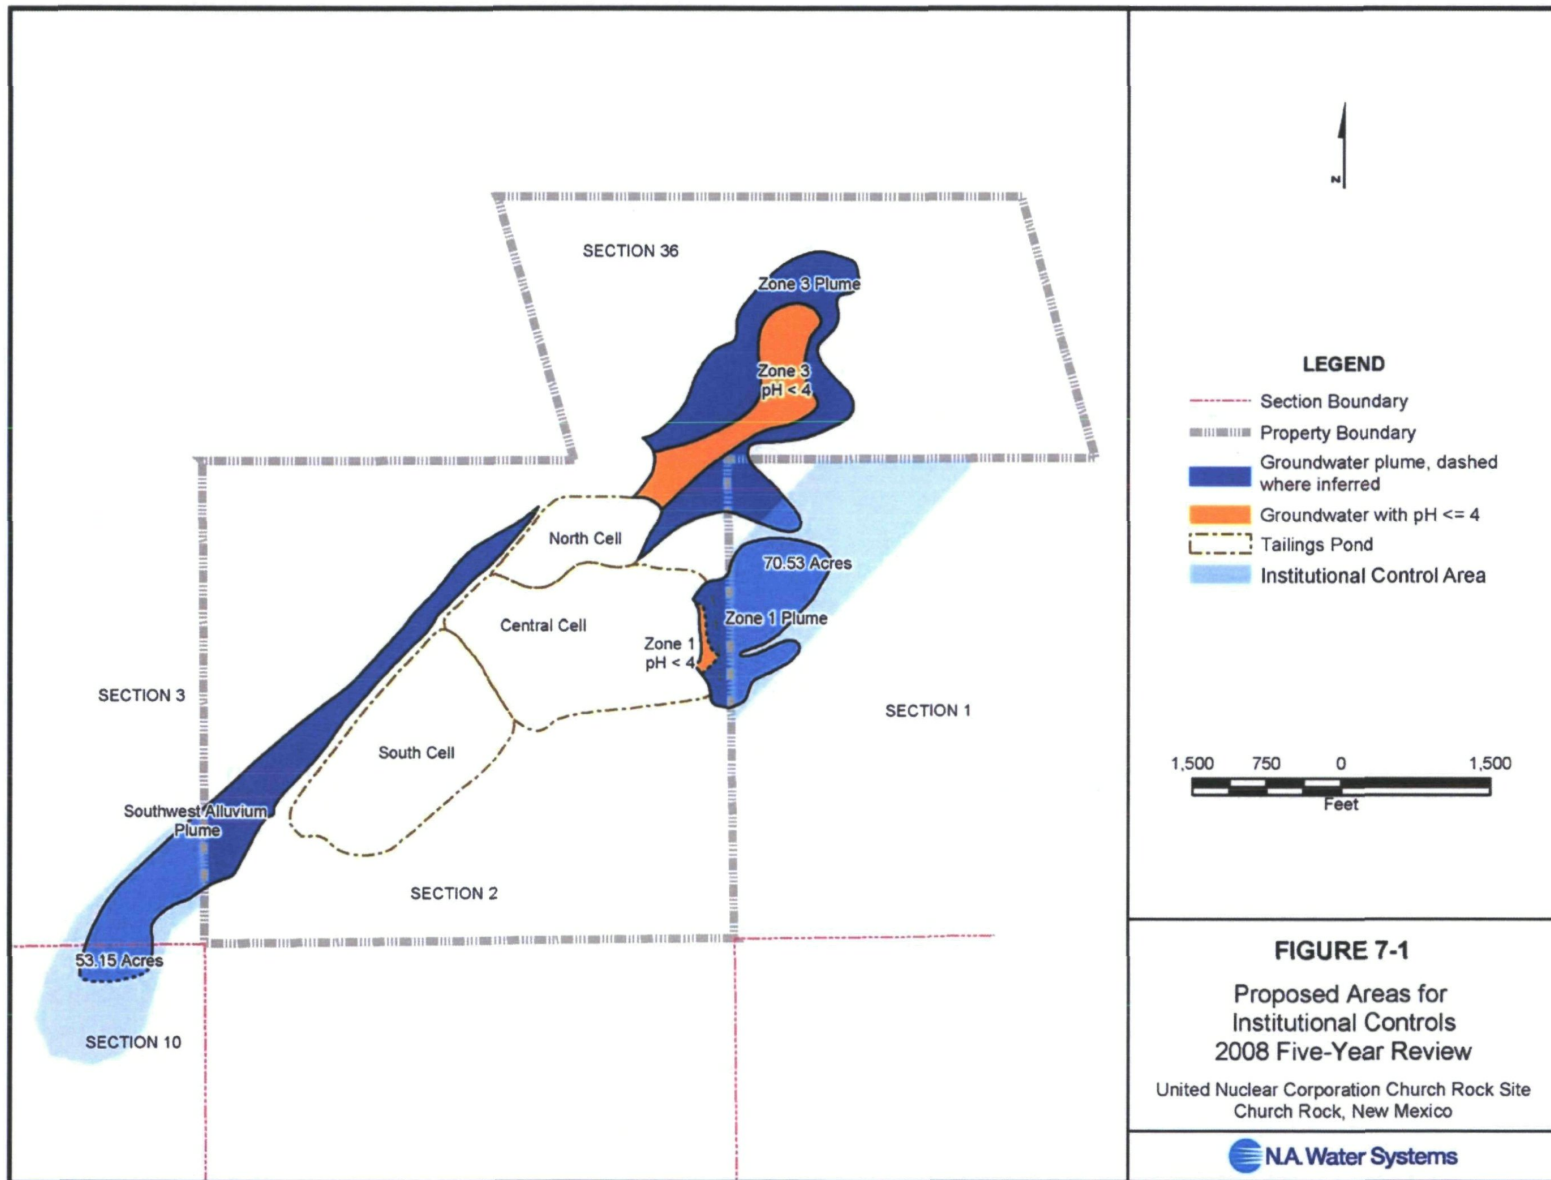 SECTION 36
Zone 3 Plume
Zone 3
pH < 4
North Cell
70.53 Acres
Central Cell
Zone 1 Plume
Zone 1
pH < 4
SECTION 3
SECTION 1
South Cell
Southwest Alluvium
Plume
SECTION 2
53.15 Acres
SECTION 10
N
LEGEND
Section Boundary
Property Boundary
Groundwater plume, dashed
where inferred
Groundwater with pH <= 4
Tailings Pond
Institutional Control Area
1,500 750 0 1,500
Feet
FIGURE 7-1
Proposed Areas for
Institutional Controls
2008 Five-Year Review
United Nuclear Corporation Church Rock Site
Church Rock, New Mexico
N.A. Water Systems